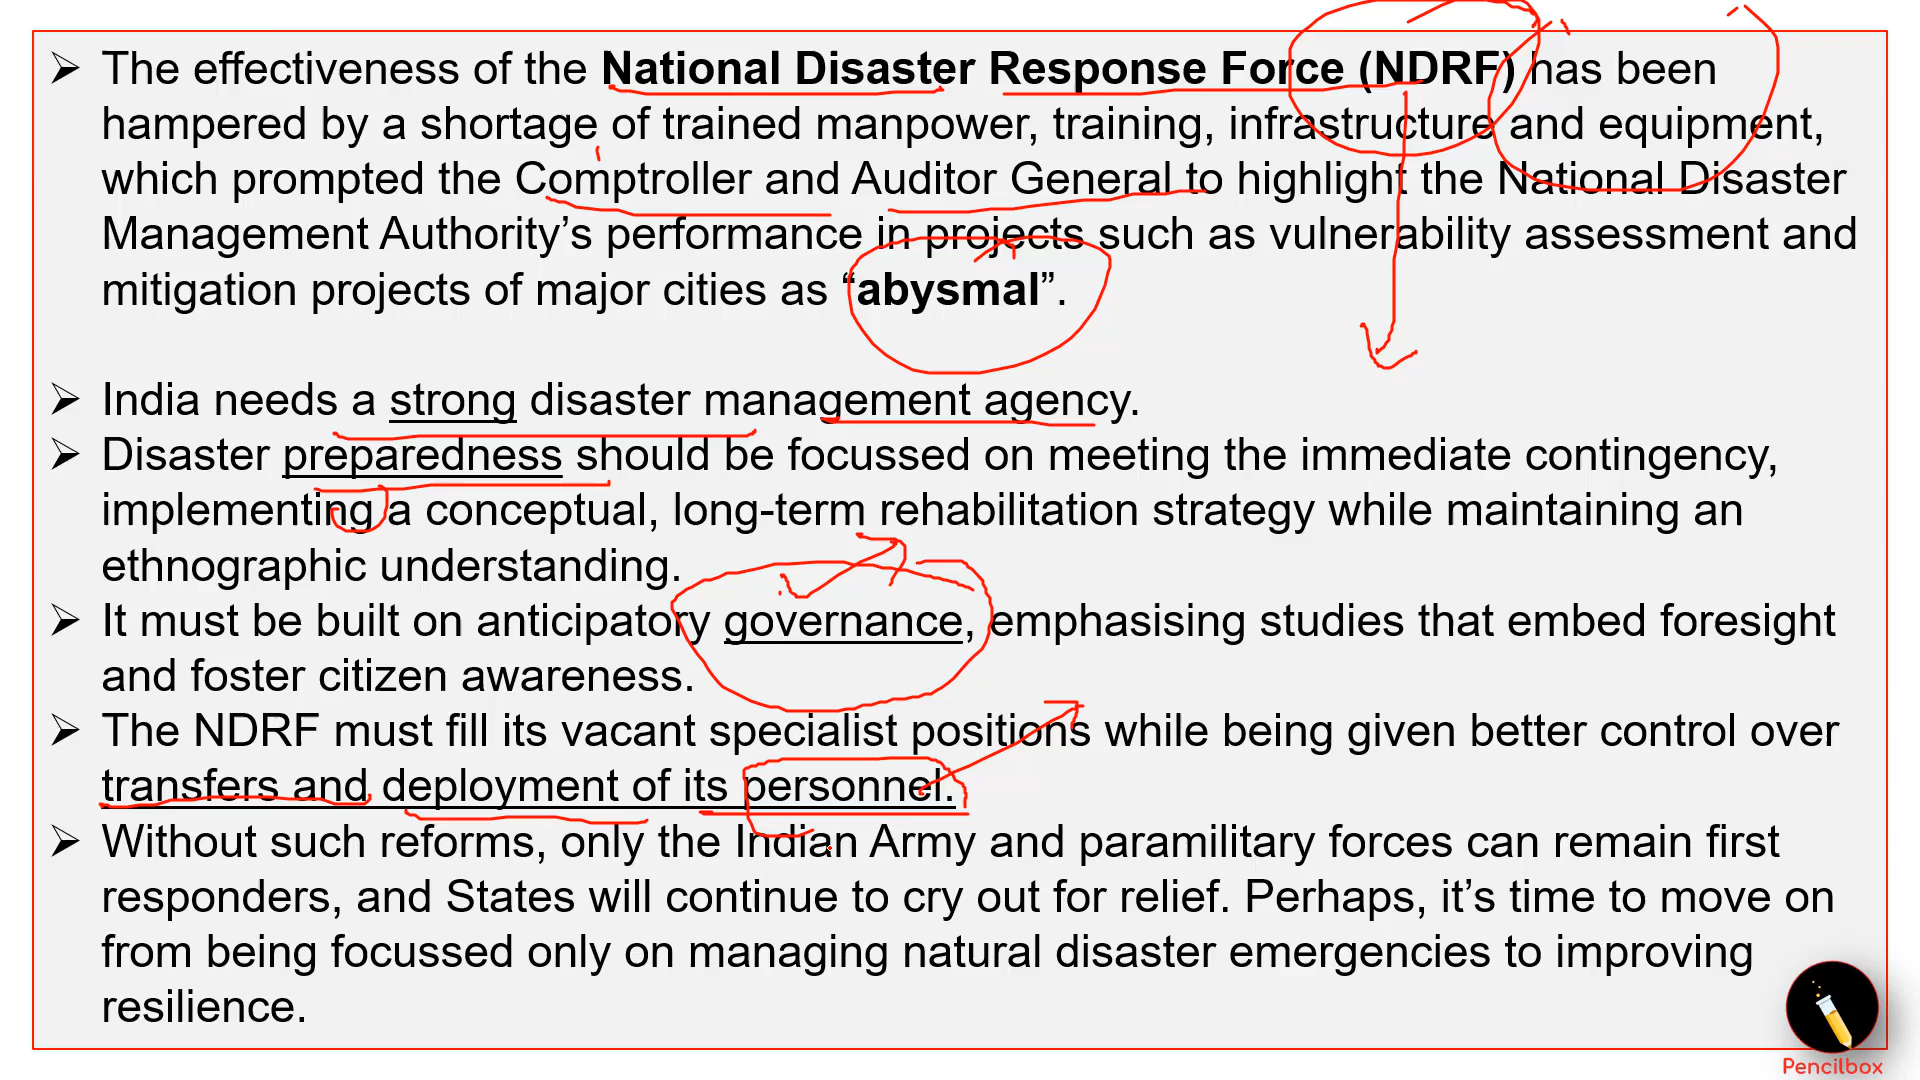 ➢ The effectiveness of the National Disaster Response Force (NDRF) has been
hampered by a shortage of trained manpower, training, infrastructure and equipment,
which prompted the Comptroller and Auditor General to highlight the National Disaster
Management Authority’s performance in projects such as vulnerability assessment and
mitigation projects of major cities as “abysmal”.
➢ India needs a strong disaster management agency.
➢ Disaster preparedness should be focussed on meeting the immediate contingency,
implementing a conceptual, long-term rehabilitation strategy while maintaining an
ethnographic understanding.
➢ It must be built on anticipatory governance, emphasising studies that embed foresight
and foster citizen awareness.
➢ The NDRF must fill its vacant specialist positions while being given better control over
transfers and deployment of its personnel.
➢ Without such reforms, only the Indian Army and paramilitary forces can remain first
responders, and States will continue to cry out for relief. Perhaps, it’s time to move on
from being focussed only on managing natural disaster emergencies to improving
resilience.
Pencilbox